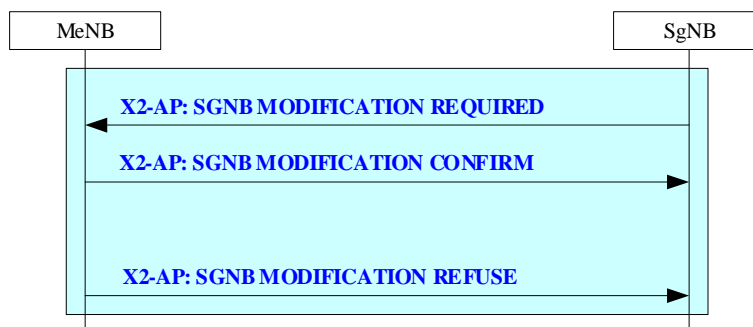 MeNB
SgNB
X2-AP: SGNB MODIFICATION REQUIRED
X2-AP: SGNB MODIFICATION CONFIRM
X2-AP: SGNB MODIFICATION REFUSE